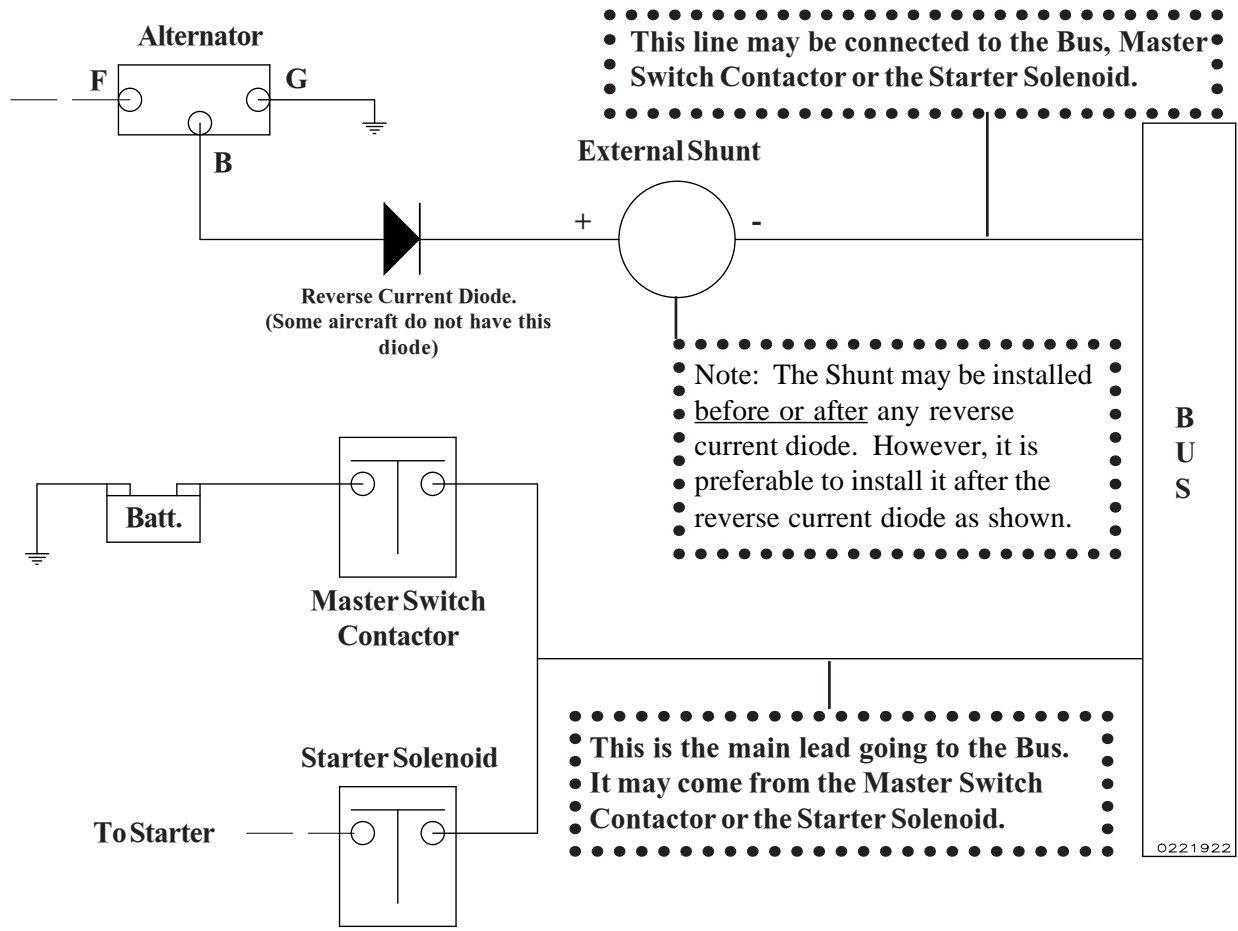 Alternator
F
G
B
This line may be connected to the Bus, Master
Switch Contactor or the Starter Solenoid.
External Shunt
+
-
Reverse Current Diode.
(Some aircraft do not have this
diode)
Note: The Shunt may be installed
before or after any reverse
current diode. However, it is
preferable to install it after the
reverse current diode as shown.
B
U
S
Batt.
Master Switch
Contactor
This is the main lead going to the Bus.
It may come from the Master Switch
Contactor or the Starter Solenoid.
Starter Solenoid
To Starter
0221922